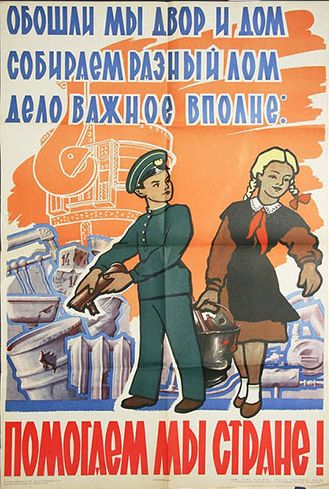 ОБОШЛИ МЫ ДВОР И ДОМ
СОБИРАЕМ РАЗНЫЙ ЛОМ
ДЕЛО ВАЖНОЕ ВПОЛНЕ:
ПОМОГАЕМ МЫ СТРАНЕ!